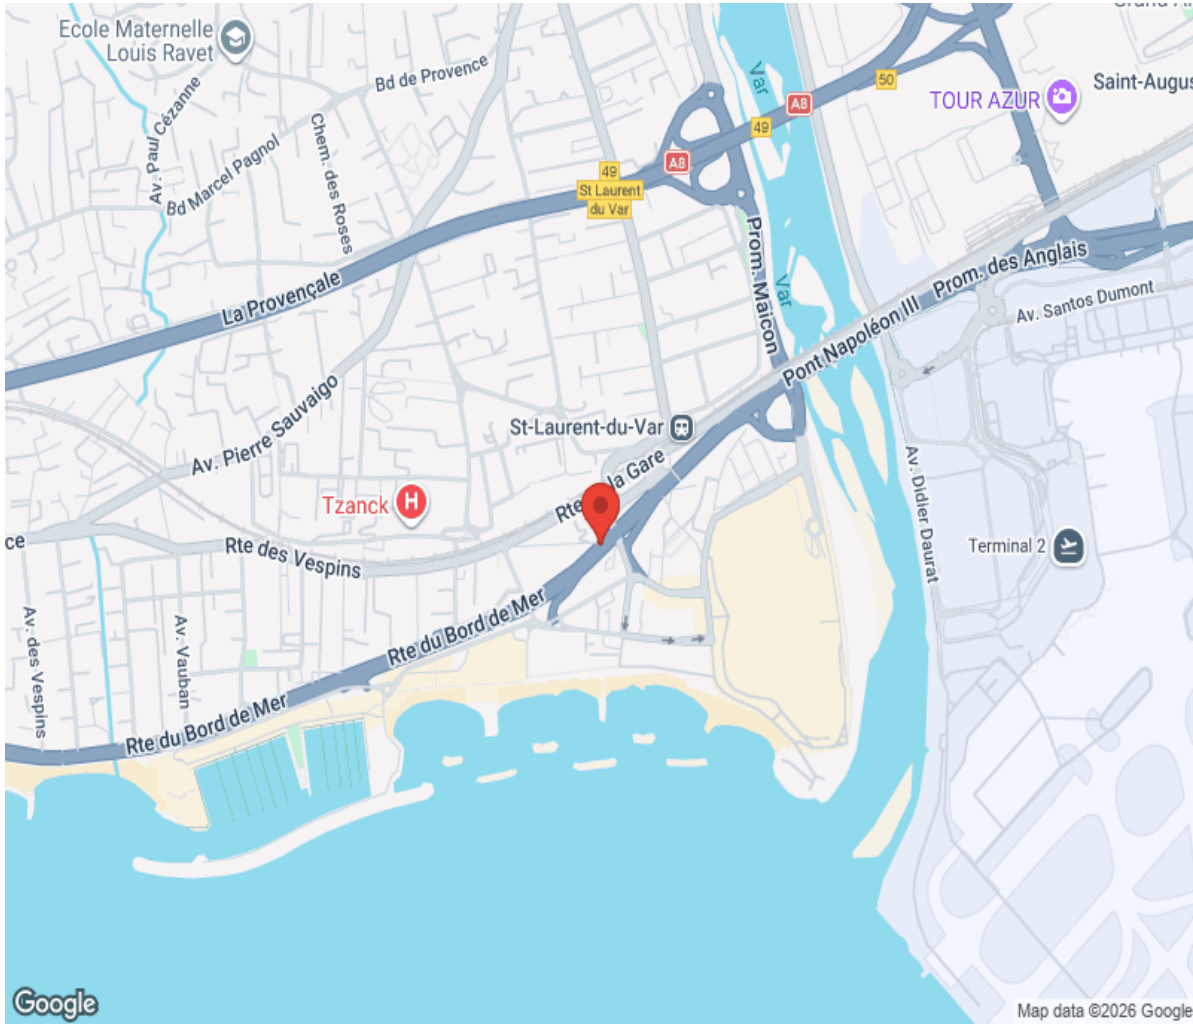 Ecole Maternelle
Louis Ravet
Bd de Provence
Var
A8
50
TOUR AZUR
Saint-Augus
Av. Paul Cézanne
49
Chem. des Roses
Bd Marcel Pagnol
A8
49
St Laurent
du Var
Prom. Maicon
Var
La Provençale
Prom. des Anglais
Av. Santos Dumont
Pont Napoléon III
Av. Pierre Sauvaigo
St-Laurent-du-Var
Rte
la Gare
Av. Didier Daurat
Tzanck
H
ce
Rte des Vespins
Terminal 2
Av. des Vespins
Av. Vauban
Rte du Bord de Mer
Rte du Bord de Mer
Google
Map data ©2026 Google